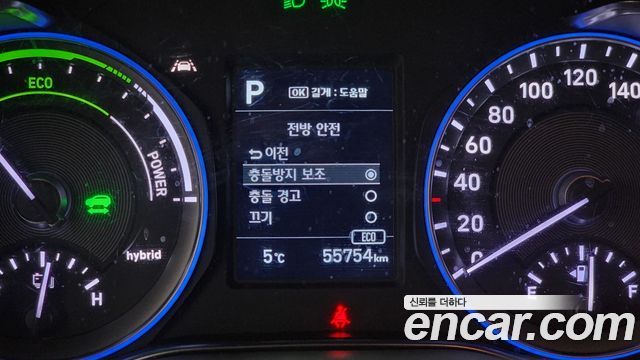 ECO
POWER
hybrid
H
P
OK 길게 : 도움말
전방 안전
이전
충돌방지 보조
충돌 경고
끄기
ECO
5℃
55754km
0
20
40
60
80
100
120
140
E
F
신뢰를 더하다
encar.com